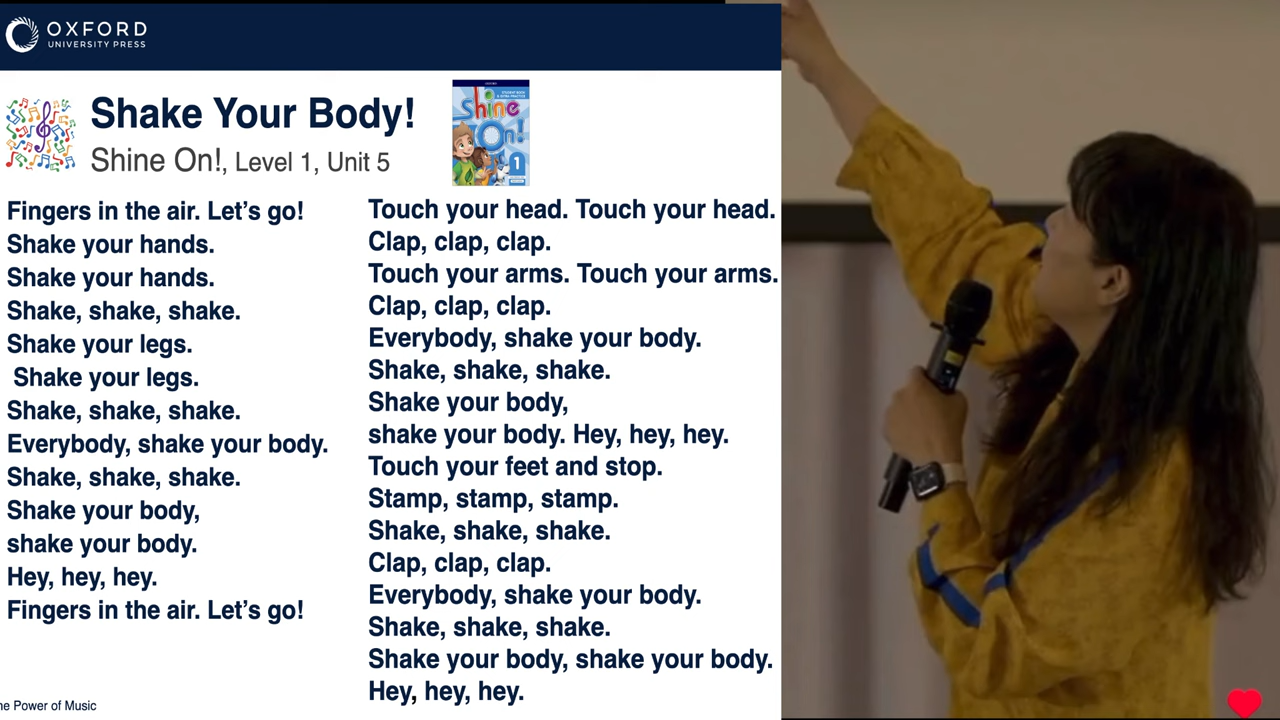 OXFORD
UNIVERSITY PRESS
Shake Your Body!
Shine On!, Level 1, Unit 5
Shine
On!
1
Fingers in the air. Let's go!
Shake your hands.
Shake your hands.
Shake, shake, shake.
Shake your legs.
Shake your legs.
Shake, shake, shake.
Everybody, shake your body.
Shake, shake, shake.
Shake your body,
shake your body.
Hey, hey, hey.
Fingers in the air. Let's go!
Touch your head. Touch your head.
Clap, clap, clap.
Touch your arms. Touch your arms.
Clap, clap, clap.
Everybody, shake your body.
Shake, shake, shake.
Shake your body,
shake your body. Hey, hey, hey.
Touch your feet and stop.
Stamp, stamp, stamp.
Shake, shake, shake.
Clap, clap, clap.
Everybody, shake your body.
Shake, shake, shake.
Shake your body, shake your body.
Hey, hey, hey.
Power of Music